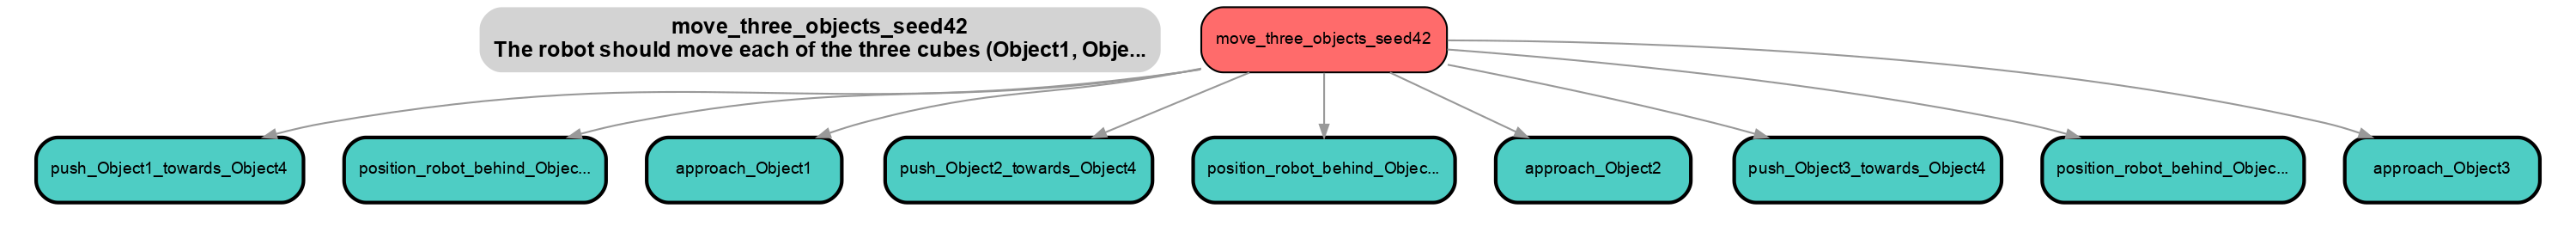 move_three_objects_seed42
The robot should move each of the three cubes (Object1, Obje...
move_three_objects_seed42
push_Object1_towards_Object4
position_robot_behind_Objec...
approach_Object1
push_Object2_towards_Object4
position_robot_behind_Objec...
approach_Object2
push_Object3_towards_Object4
position_robot_behind_Objec...
approach_Object3